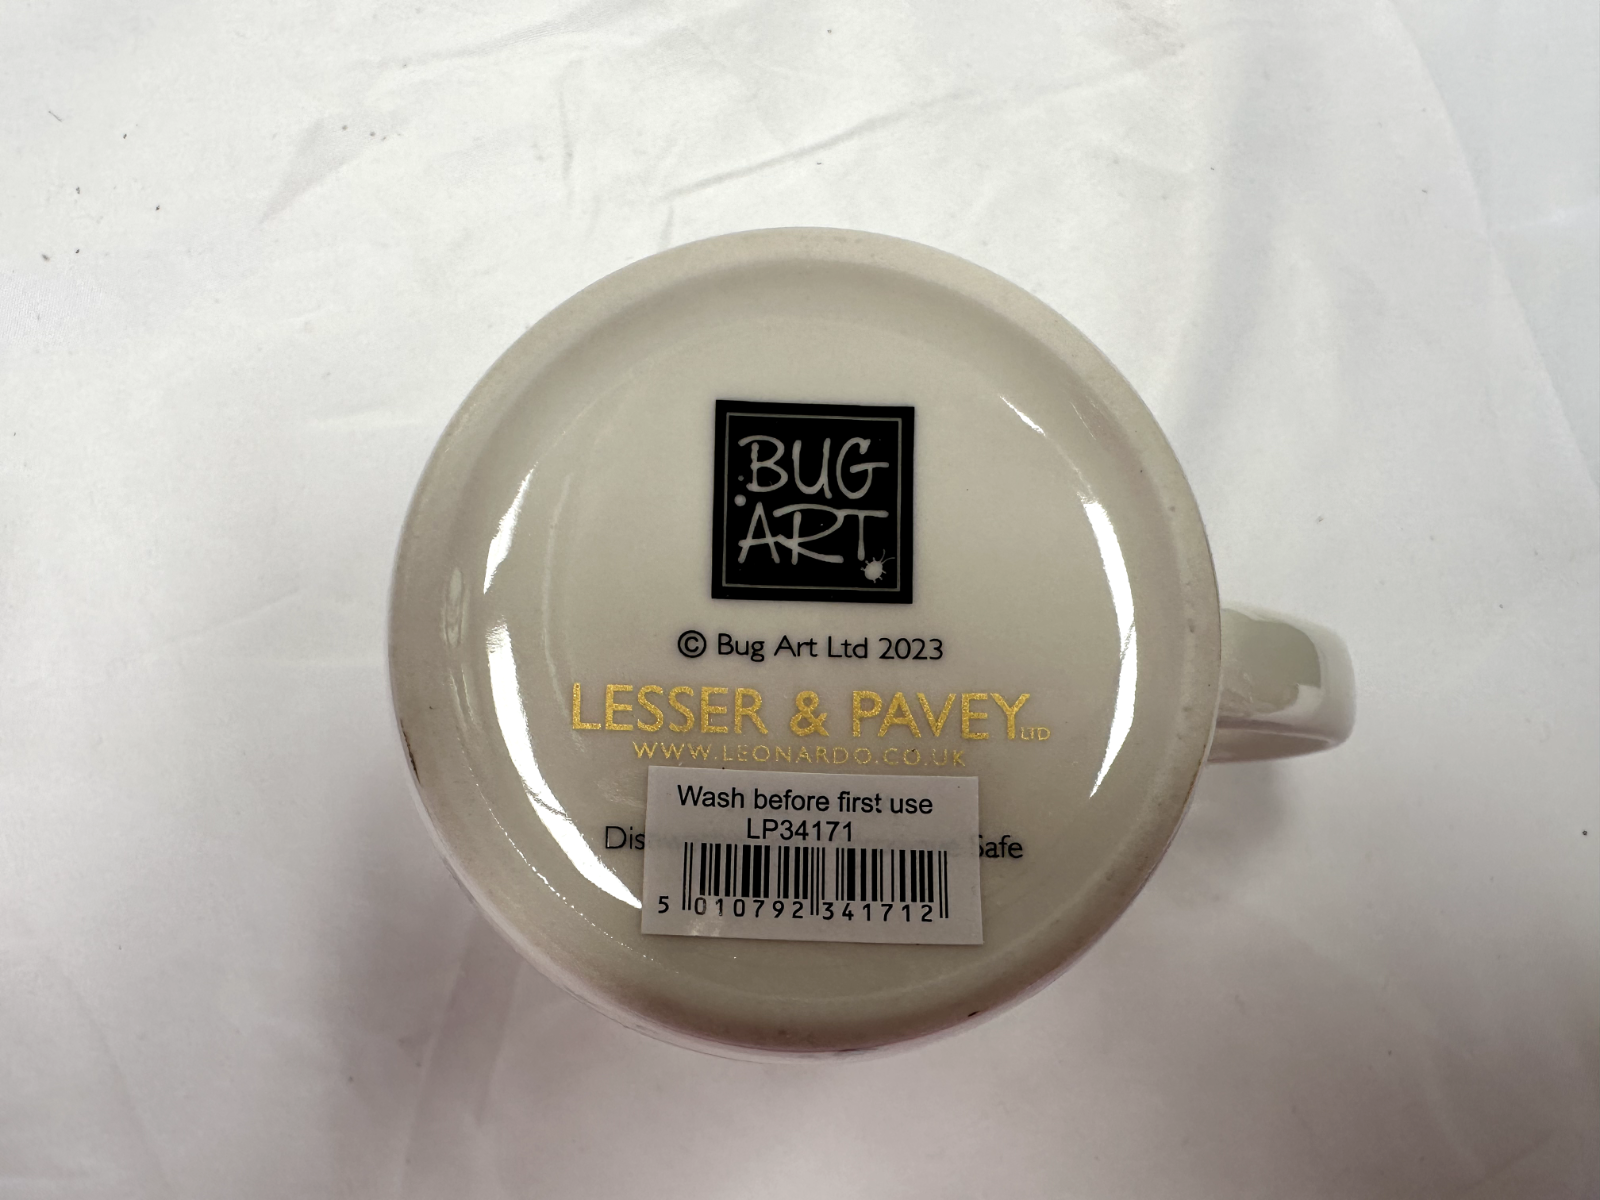 BUG
ART
© Bug Art Ltd 2023
LESSER & PAVEY LTD
WWW.LEONARDO.CO.UK
Wash before first use
LP34171
Safe
5 010792 341712